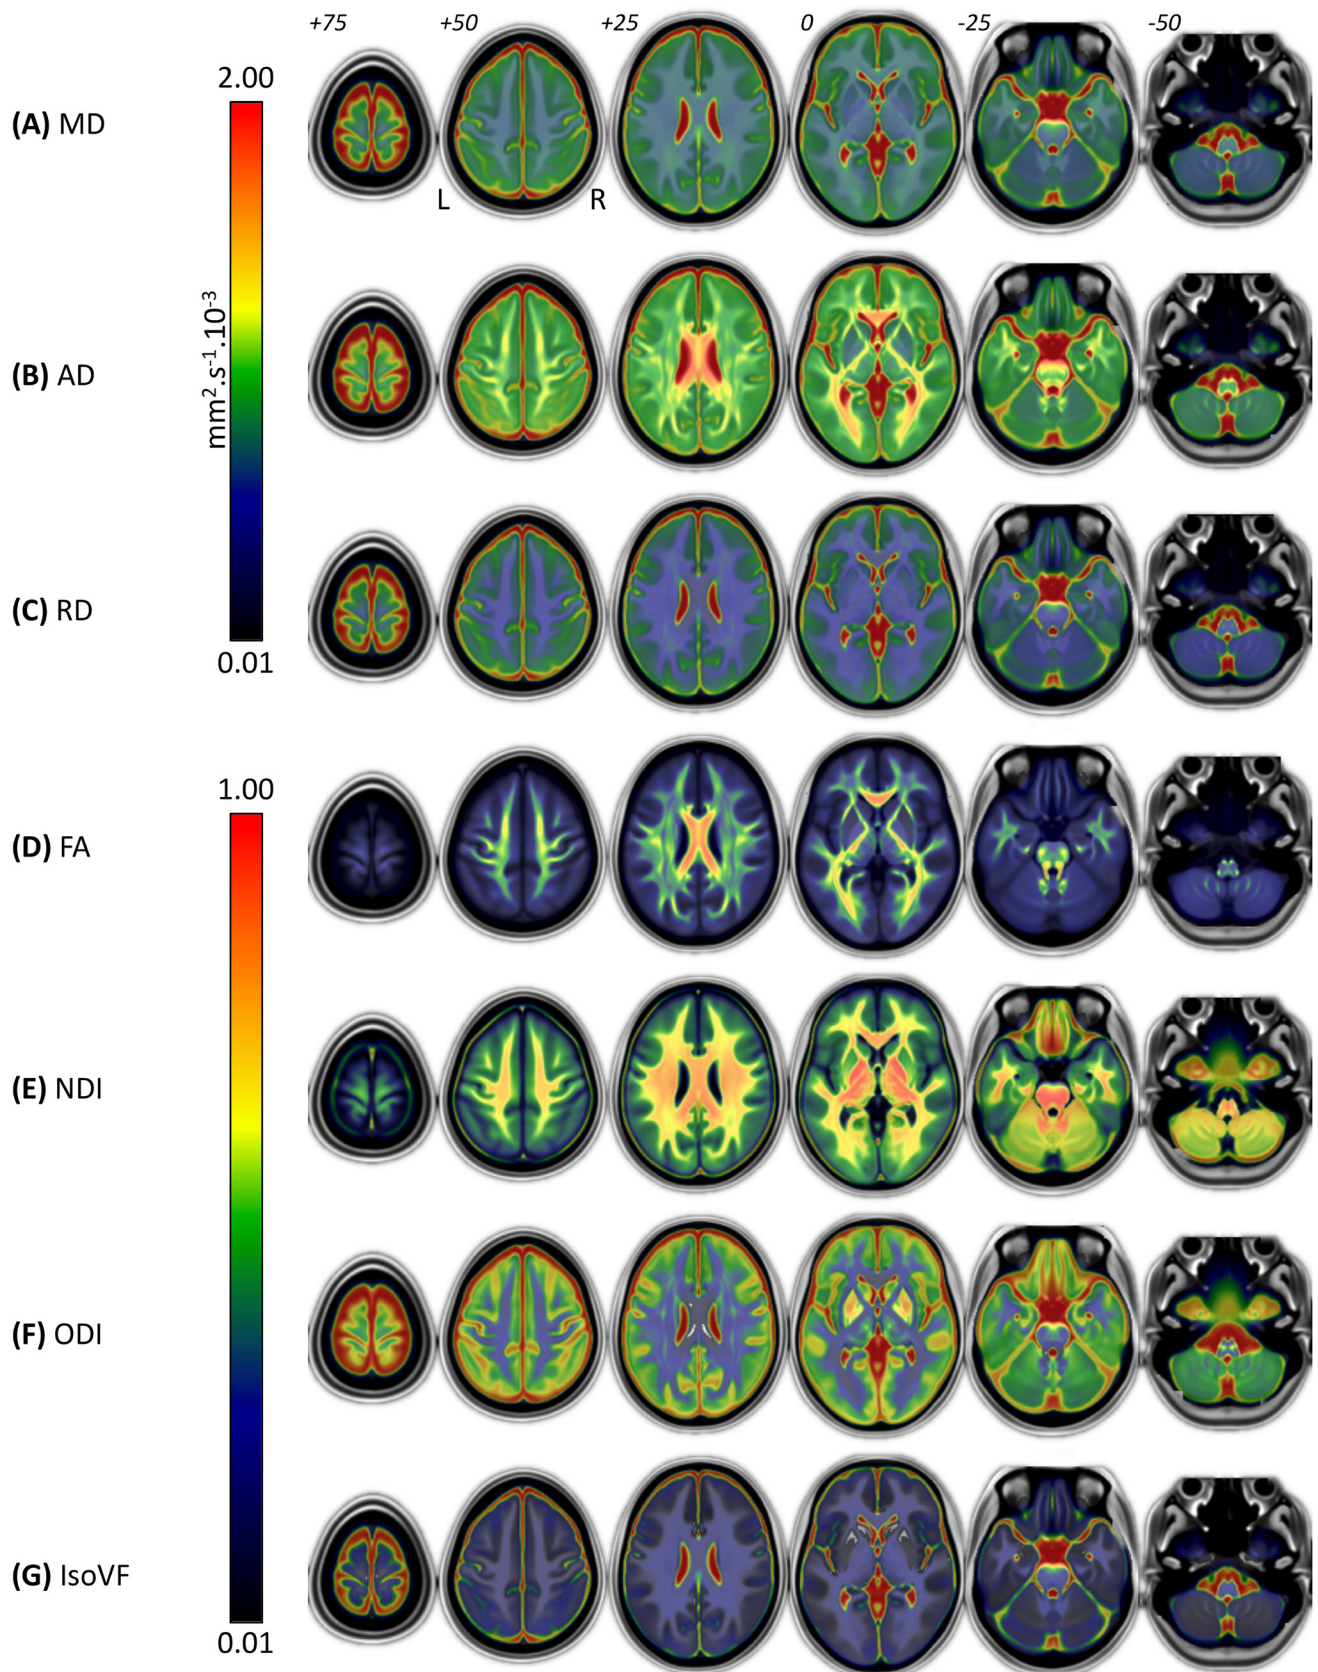 +75 +50 +25 0 -25 -50
2.00
(A) MD
L R
mm².s⁻¹.10⁻³
(B) AD
(C) RD
0.01
1.00
(D) FA
(E) NDI
(F) ODI
(G) IsoVF
0.01